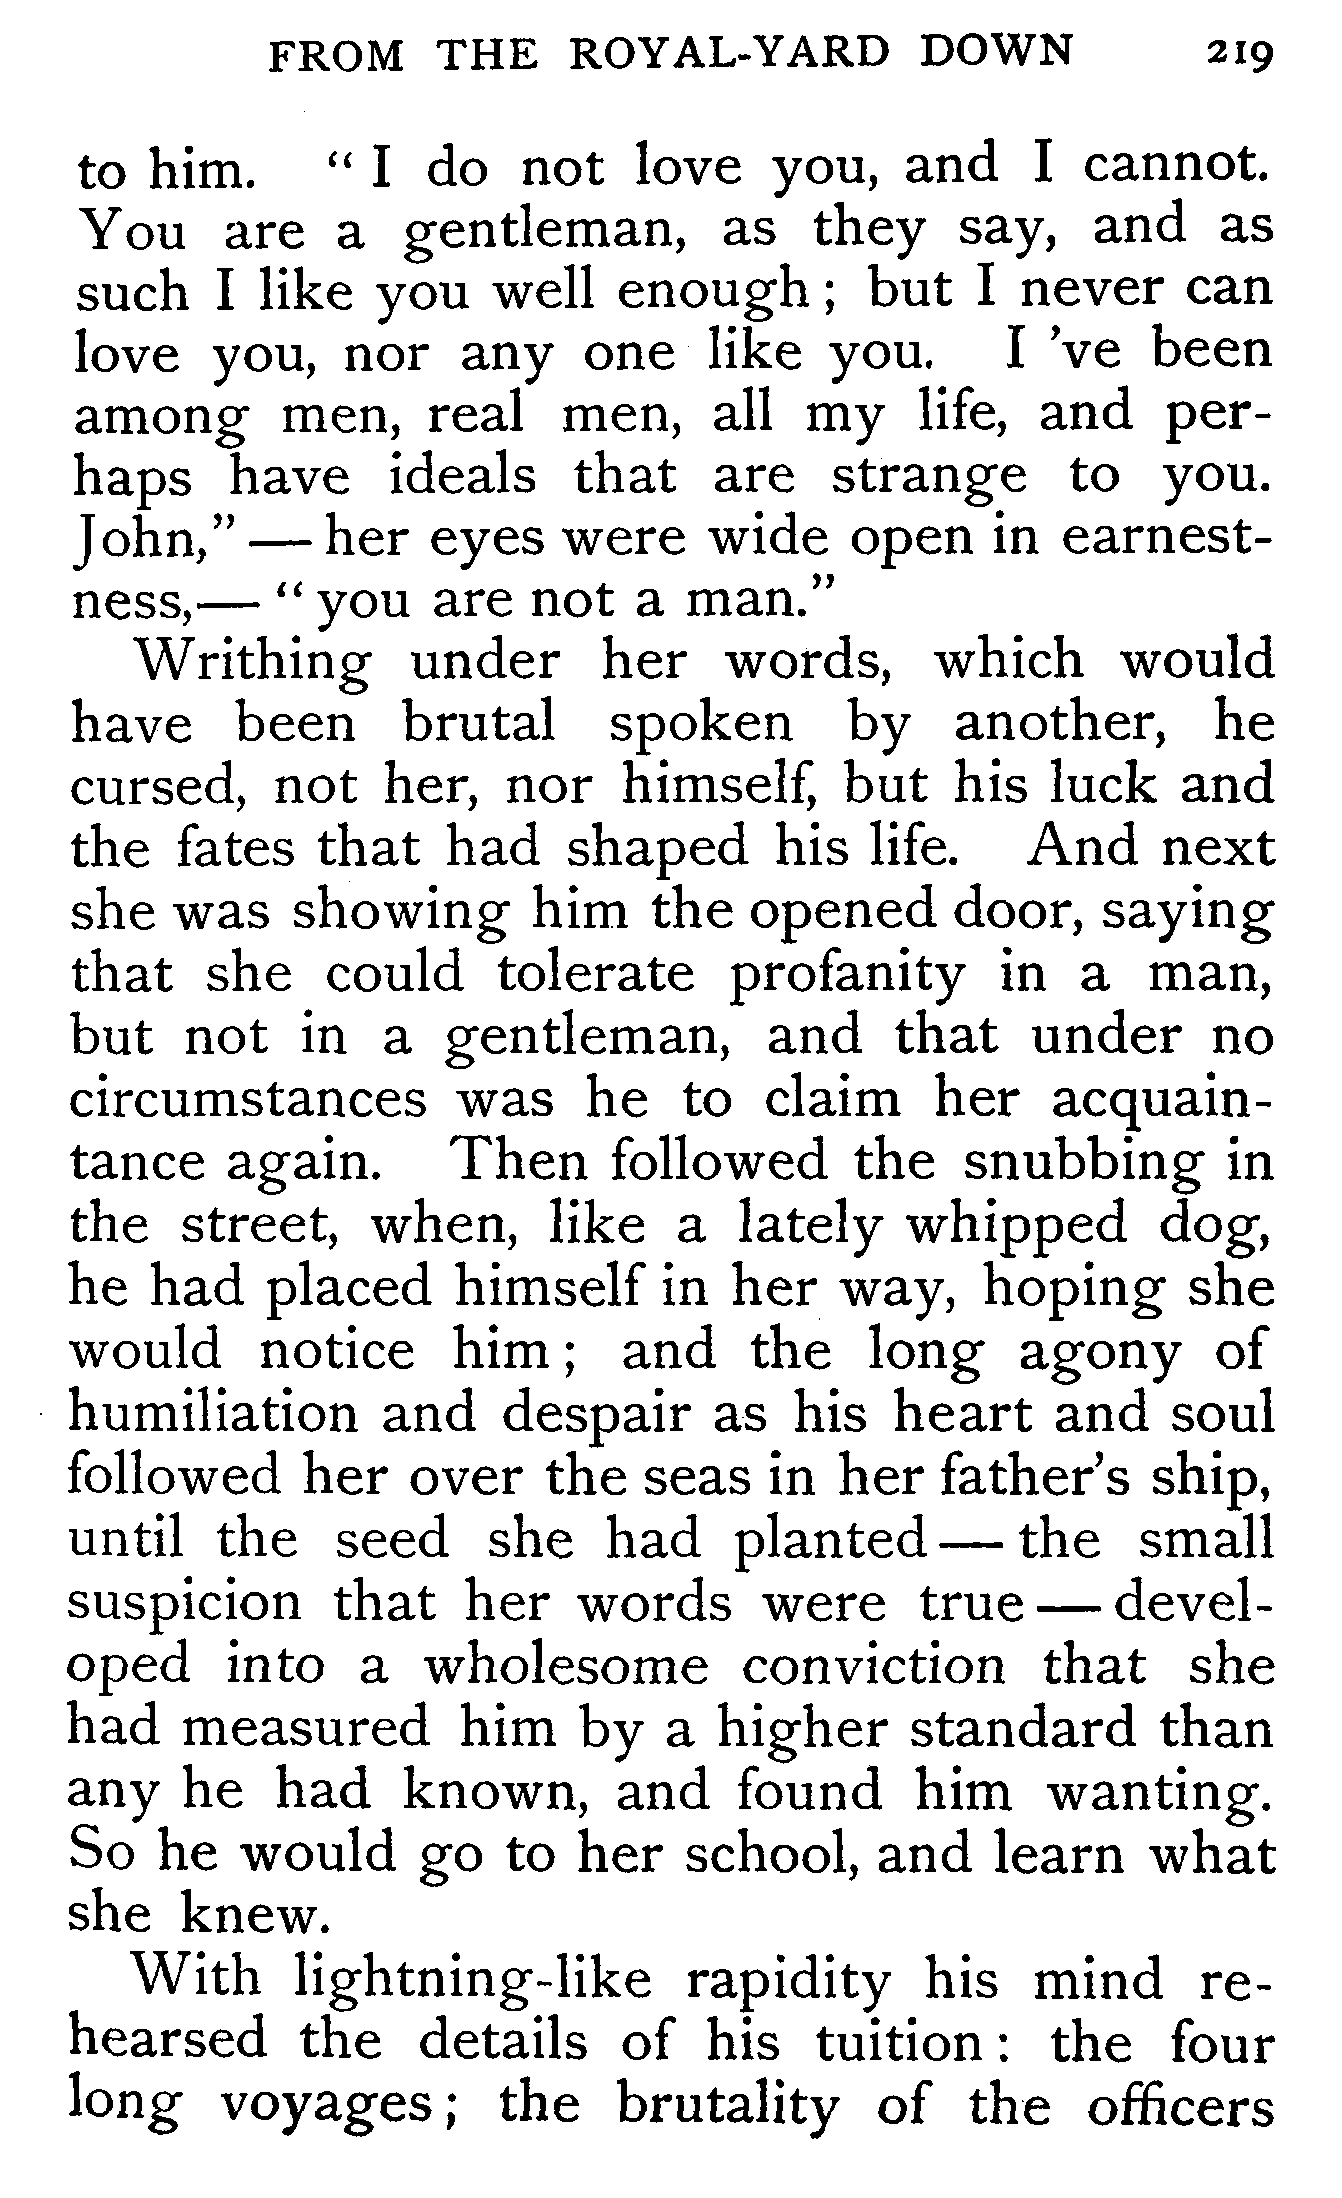 FROM THE ROYAL-YARD DOWN 219
to him. "I do not love you, and I cannot.
You are a gentleman, as they say, and as
such I like you well enough; but I never can
love you, nor any one like you. I 've been
among men, real men, all my life, and per-
haps have ideals that are strange to you.
John,"—her eyes were wide open in earnest-
ness,—"you are not a man."
Writhing under her words, which would
have been brutal spoken by another, he
cursed, not her, nor himself, but his luck and
the fates that had shaped his life. And next
she was showing him the opened door, saying
that she could tolerate profanity in a man,
but not in a gentleman, and that under no
circumstances was he to claim her acquain-
tance again. Then followed the snubbing in
the street, when, like a lately whipped dog,
he had placed himself in her way, hoping she
would notice him; and the long agony of
humiliation and despair as his heart and soul
followed her over the seas in her father's ship,
until the seed she had planted—the small
suspicion that her words were true—devel-
oped into a wholesome conviction that she
had measured him by a higher standard than
any he had known, and found him wanting.
So he would go to her school, and learn what
she knew.
With lightning-like rapidity his mind re-
hearsed the details of his tuition: the four
long voyages; the brutality of the officers